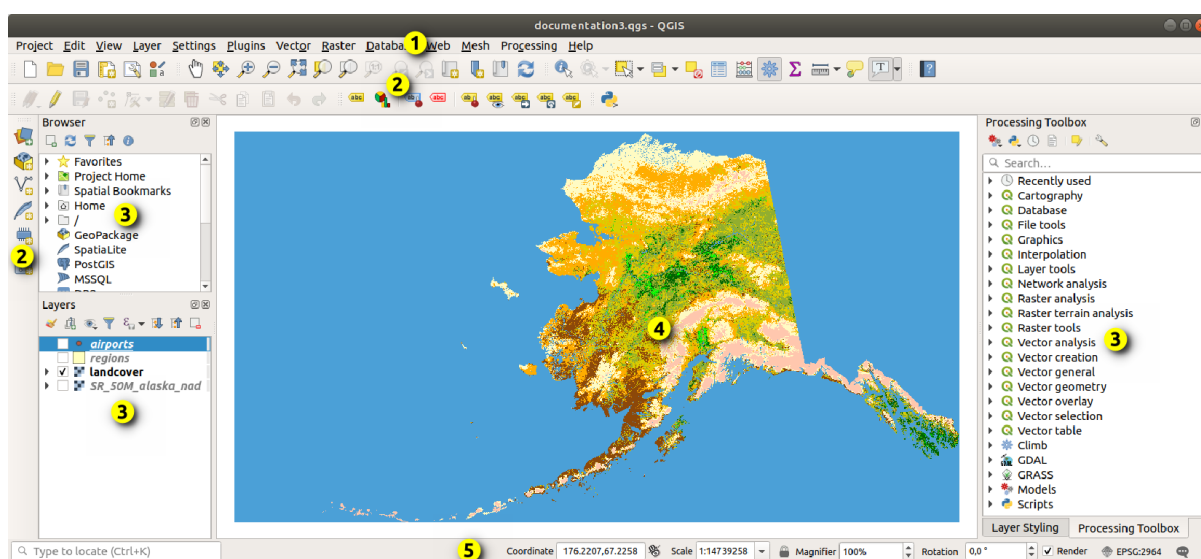 documentation3.qgs - QGIS
Project Edit View Layer Settings Plugins Vector Raster Database Web Mesh Processing Help
1
2
Browser
Favorites
Project Home
Spatial Bookmarks
Home
/
3
GeoPackage
SpatiaLite
PostGIS
MSSQL
2
Layers
airports
regions
landcover
SR_50M_alaska_nad
3
4
Processing Toolbox
Search...
Recently used
Cartography
Database
File tools
Graphics
Interpolation
Layer tools
Network analysis
Raster analysis
Raster terrain analysis
Raster tools
Vector analysis
3
Vector creation
Vector general
Vector geometry
Vector overlay
Vector selection
Vector table
Climb
GDAL
GRASS
Models
Scripts
Layer Styling Processing Toolbox
Type to locate (Ctrl+K) 5 Coordinate 176.2207,67.2258 Scale 1:14739258 Magnifier 100% Rotation 0,0 ° Render EPSG:2964